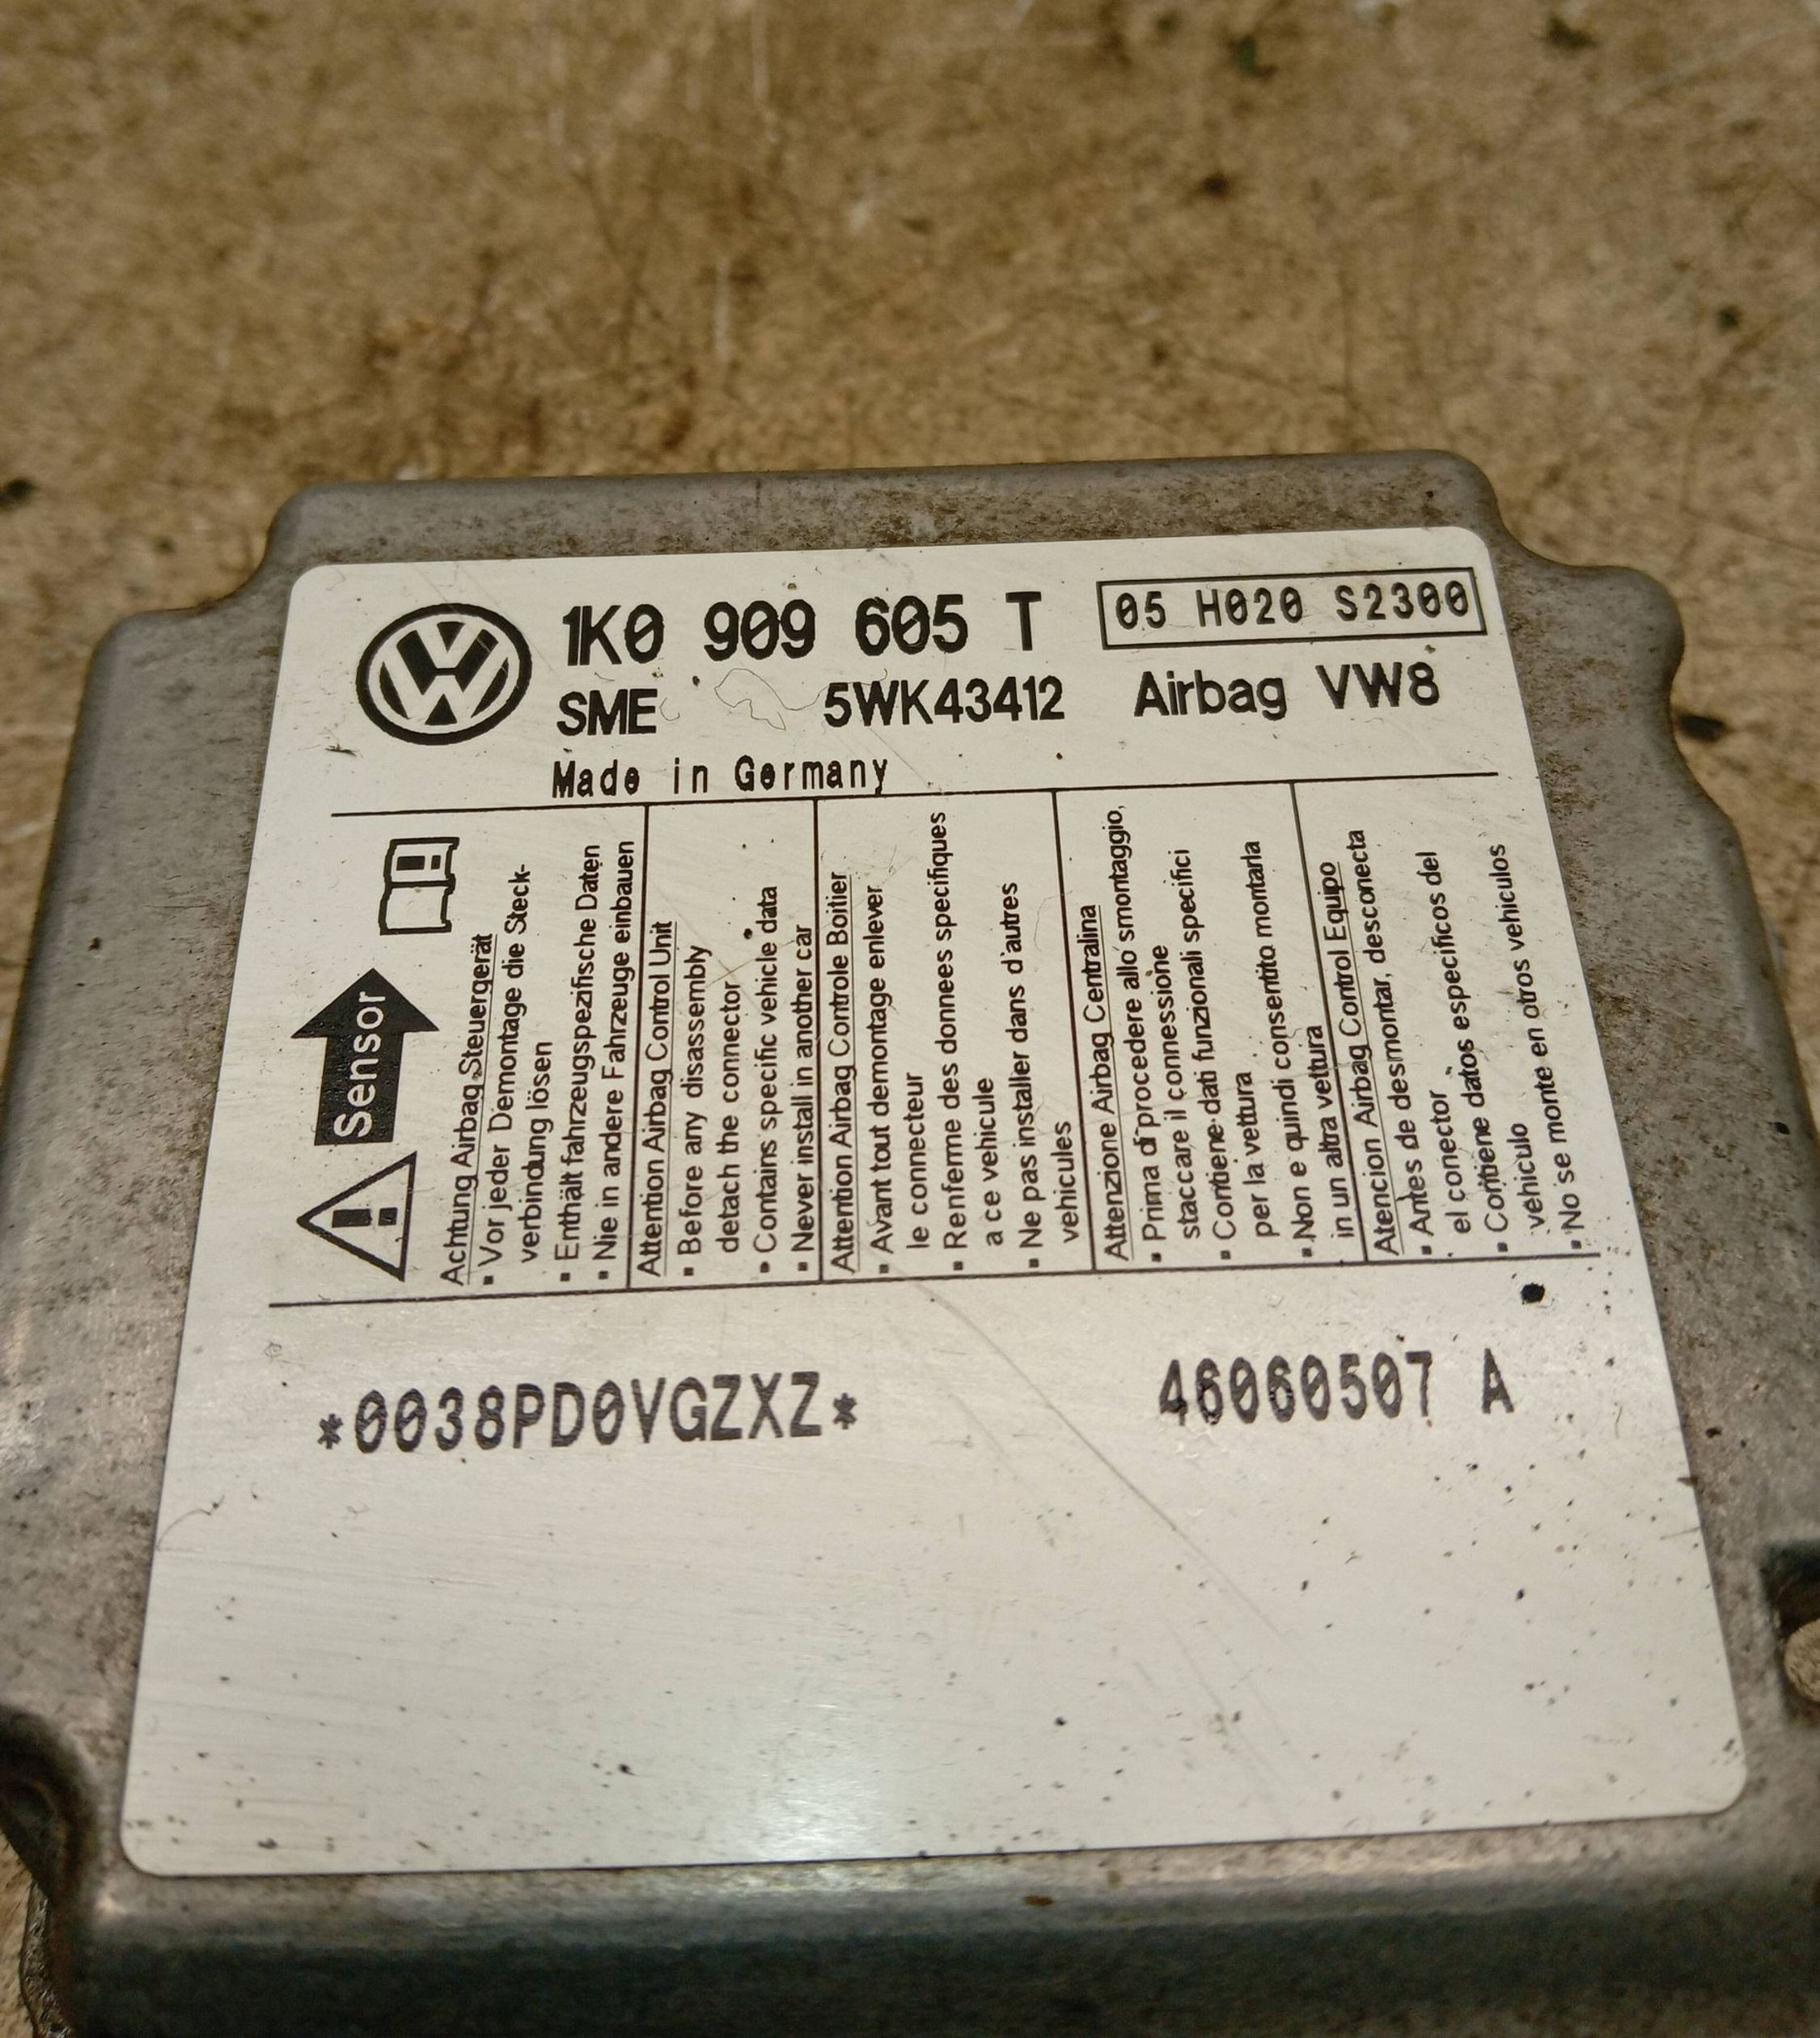 1K0 909 605 T
05 H020 S2300
SME 5WK43412 Airbag VW8
Made in Germany
Sensor
Achtung Airbag Steuergerät
▪ Vor jeder Demontage die Steck-
verbindung lösen
▪ Enthält fahrzeugspezifische Daten
▪ Nie in andere Fahrzeuge einbauen
Attention Airbag Control Unit
▪ Before any disassembly
detach the connector
▪ Contains specific vehicle data
▪ Never install in another car
Attention Airbag Controle Boitier
▪ Avant tout demontage enlever
le connecteur
▪ Renferme des donnees specifiques
a ce vehicule
▪ Ne pas installer dans d'autres
vehicules
Attenzione Airbag Centralina
▪ Prima di procedere allo smontaggio,
staccare il connessione
▪ Contiene dati funzionali specifici
per la vettura
▪ Non e quindi consentito montarla
in un altra vettura
Atencion Airbag Control Equipo
▪ Antes de desmontar, desconecta
el conector
▪ Contiene datos especificos del
vehiculo
▪ No se monte en otros vehiculos
*0038PD0VGZXZ*
46060507 A